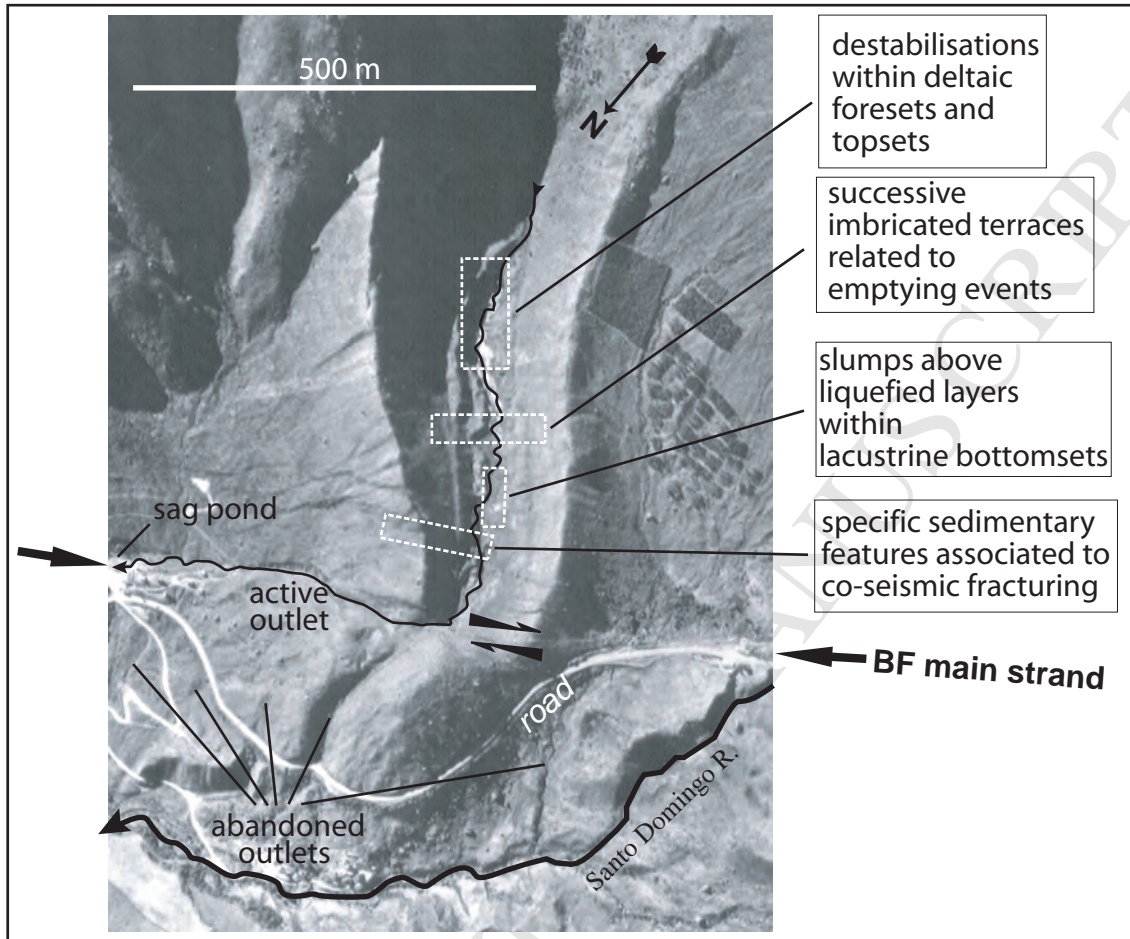 500 m
N
destabilisations
within deltaic
foresets and
topsets
successive
imbricated terraces
related to
emptying events
slumps above
liquefied layers
within
lacustrine bottomsets
specific sedimentary
features associated to
co-seismic fracturing
sag pond
active
outlet
BF main strand
road
Santo Domingo R.
abandoned
outlets
ANUSCRIPT